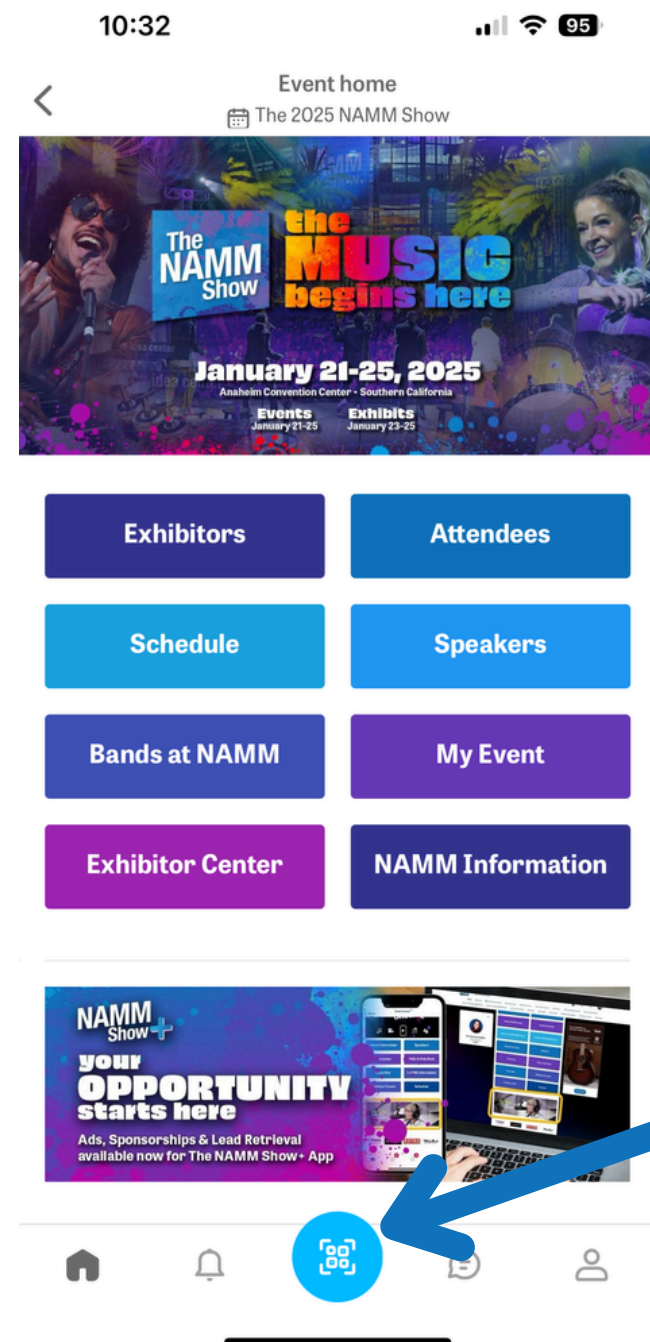 10:32
95
Event home
The 2025 NAMM Show
The
NAMM
Show
the
MUSIC
begins here
January 21-25, 2025
Anaheim Convention Center - Southern California
Events
Exhibits
January 21-25
January 23-25
Exhibitors
Attendees
Schedule
Speakers
Bands at NAMM
My Event
Exhibitor Center
NAMM Information
NAMM
Show+
your
OPPORTUNITY
starts here
Ads, Sponsorships & Lead Retrieval
available now for The NAMM Show+ App